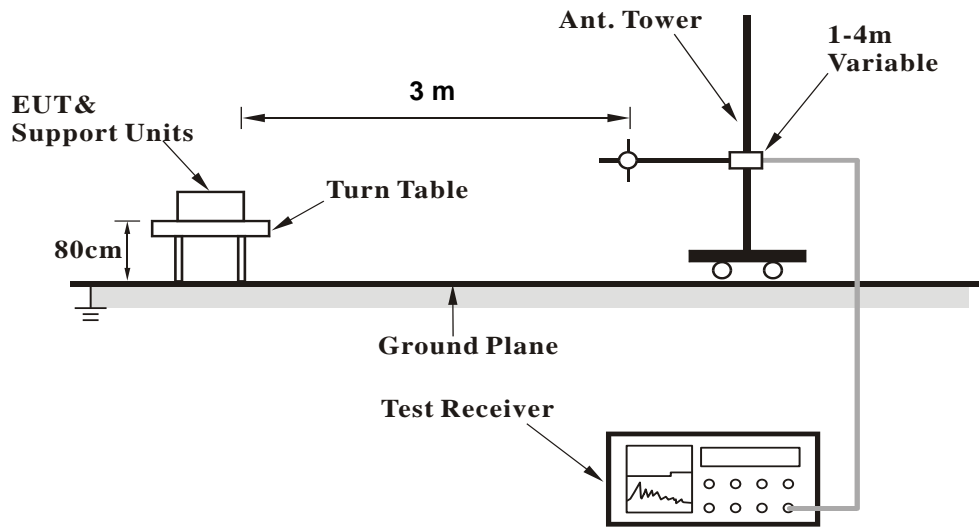 Ant. Tower
1-4m
Variable
3 m
EUT&
Support Units
Turn Table
80cm
Ground Plane
Test Receiver